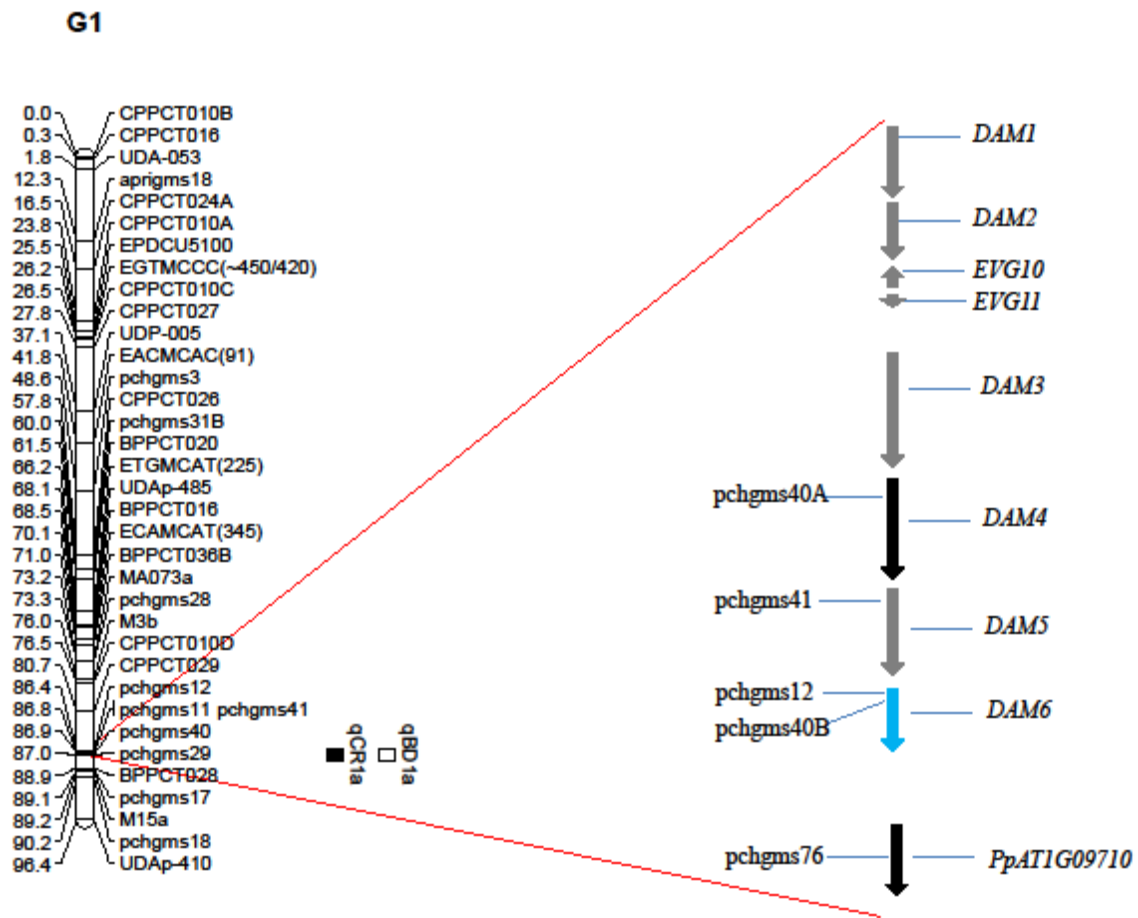 G1
0.0 CPPCT010B
0.3 CPPCT016
1.8 UDA-053
12.3 aprigms18
16.5 CPPCT024A
23.8 CPPCT010A
25.5 EPDCU5100
26.2 EGTMCCC(~450/420)
26.5 CPPCT010C
27.8 CPPCT027
37.1 UDP-005
41.8 EACMCAC(91)
48.6 pchgms3
57.8 CPPCT026
60.0 pchgms31B
61.5 BPPCT020
66.2 ETGMCAT(225)
68.1 UDAp-485
68.5 BPPCT016
70.1 ECAMCAT(345)
71.0 BPPCT036B
73.2 MA073a
73.3 pchgms28
76.0 M3b
76.5 CPPCT010D
80.7 CPPCT029
86.4 pchgms12
86.8 pchgms11 pchgms41
86.9 pchgms40
87.0 pchgms29
88.9 BPPCT028
89.1 pchgms17
89.2 M15a
90.2 pchgms18
96.4 UDAp-410
qCR1a
qBD1a
DAM1
DAM2
EVG10
EVG11
DAM3
pchgms40A
DAM4
pchgms41
DAM5
pchgms12
pchgms40B
DAM6
pchgms76
PpAT1G09710